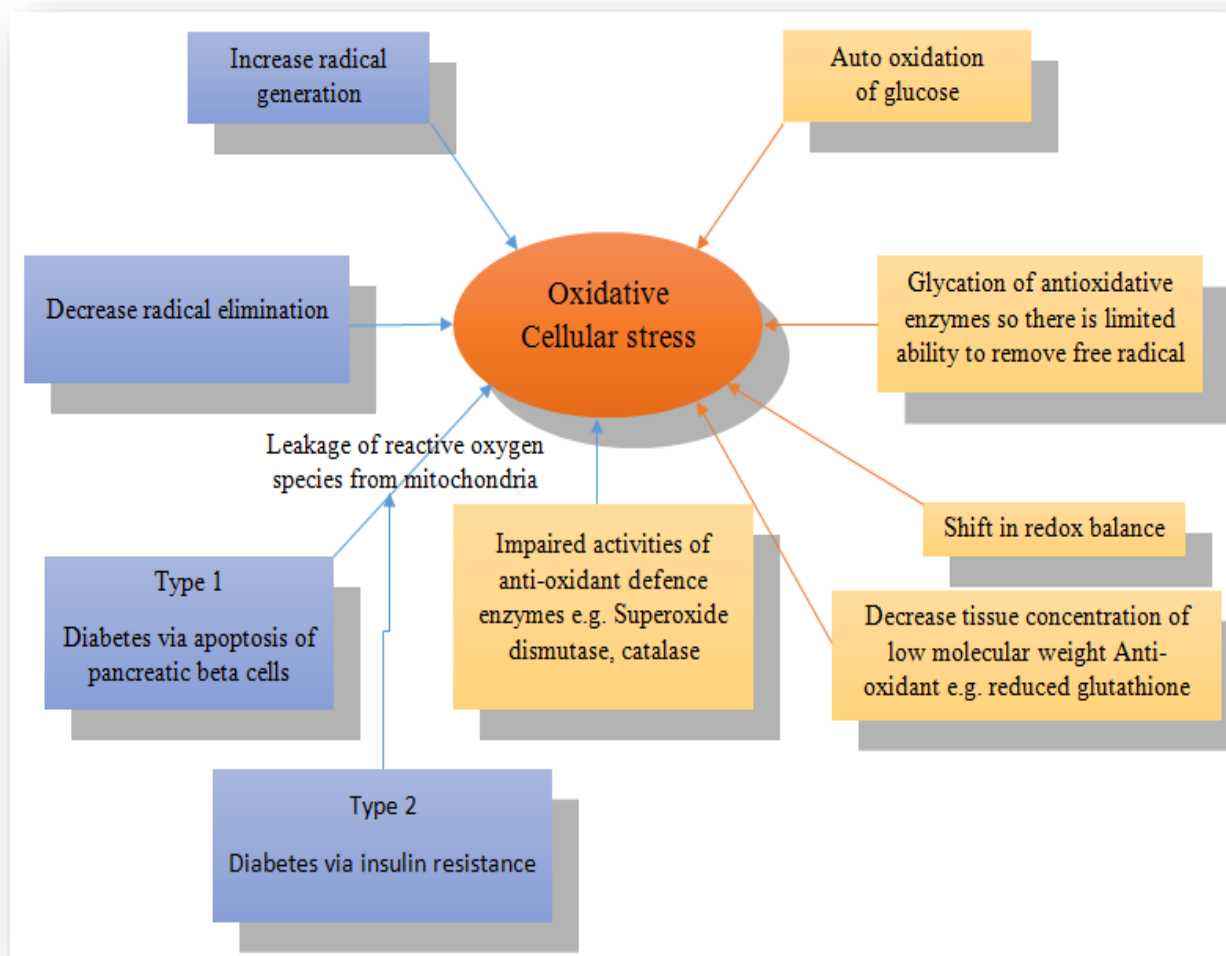 Increase radical
generation
Auto oxidation
of glucose
Oxidative
Cellular stress
Decrease radical elimination
Glycation of antioxidative
enzymes so there is limited
ability to remove free radical
Leakage of reactive oxygen
species from mitochondria
Type 1
Diabetes via apoptosis of
pancreatic beta cells
Impaired activities of
anti-oxidant defence
enzymes e.g. Superoxide
dismutase, catalase
Shift in redox balance
Decrease tissue concentration of
low molecular weight Anti-
oxidant e.g. reduced glutathione
Type 2
Diabetes via insulin resistance